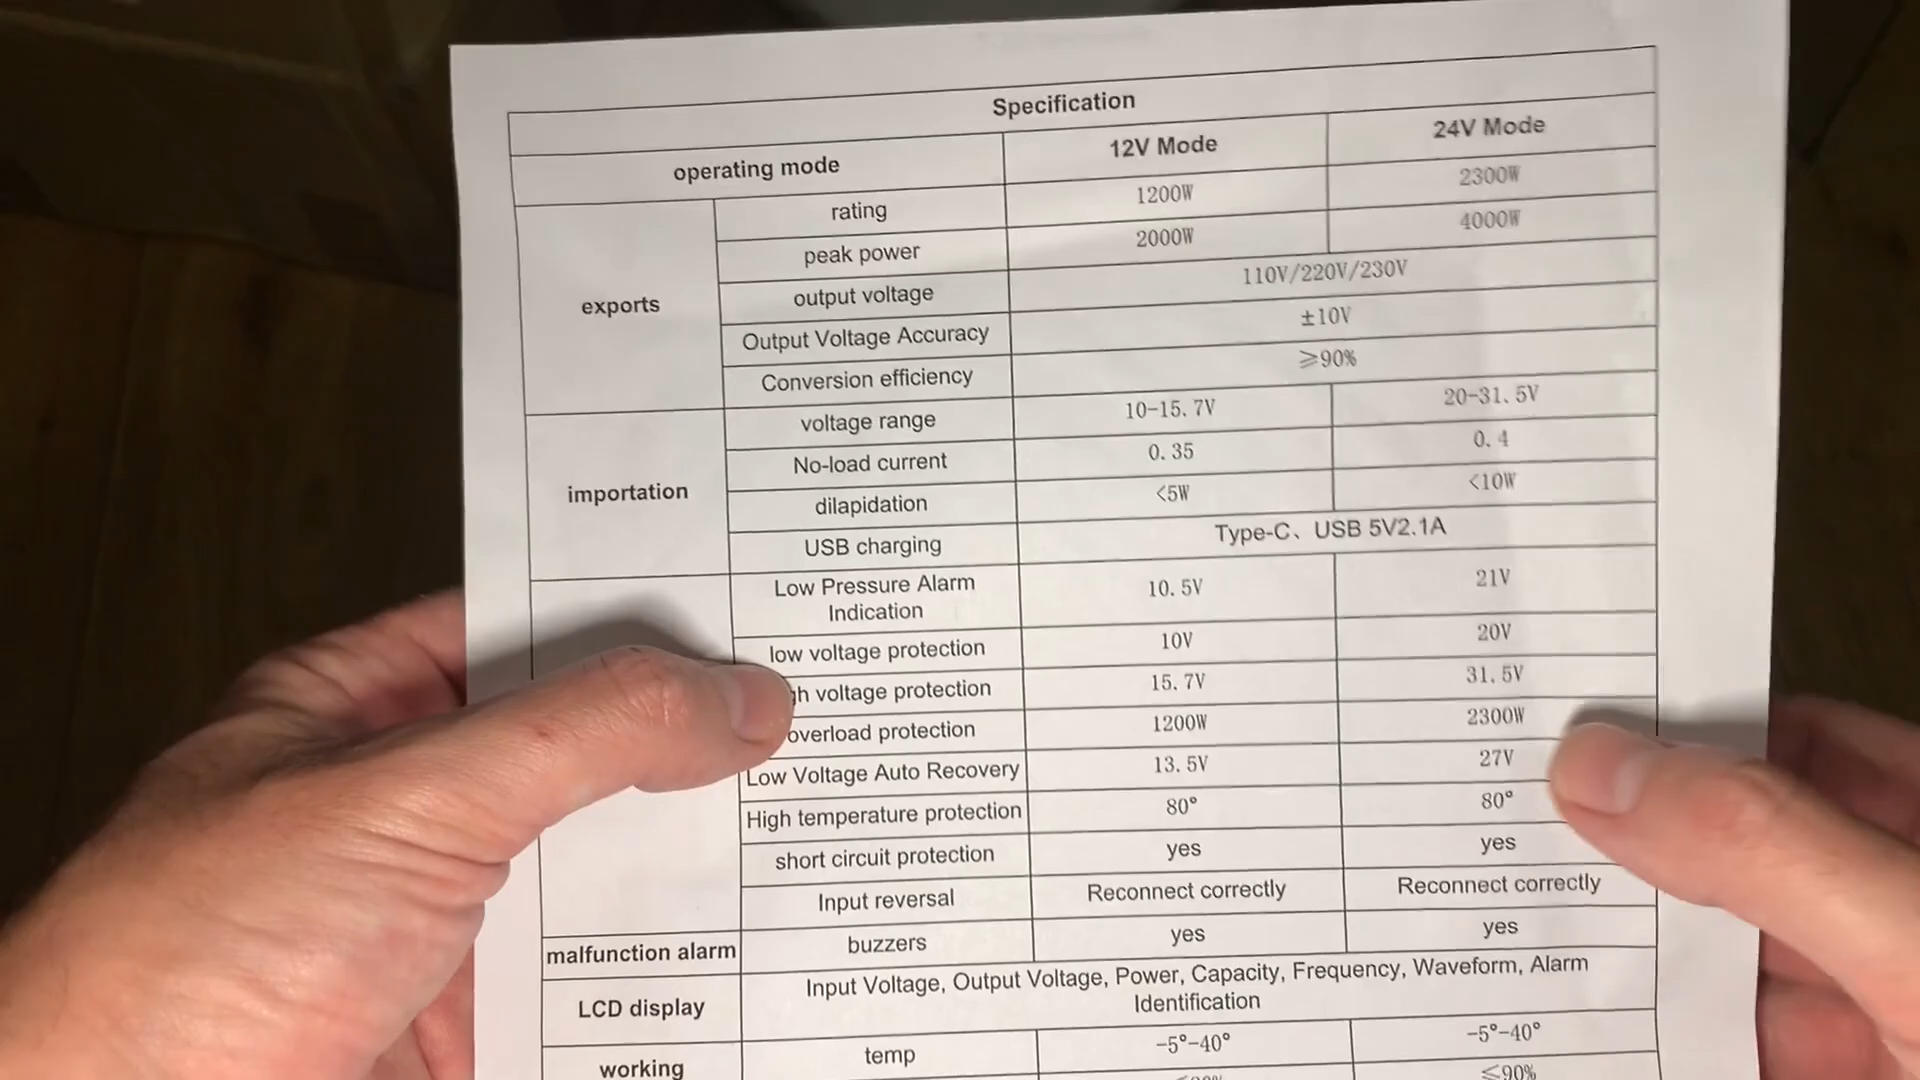 Specification
operating mode 12V Mode 24V Mode
exports
rating 1200W 2300W
peak power 2000W 4000W
output voltage 110V/220V/230V
Output Voltage Accuracy ±10V
Conversion efficiency ≥90%
importation
voltage range 10-15.7V 20-31.5V
No-load current 0.35 0.4
dilapidation <5W <10W
USB charging Type-C、USB 5V2.1A
Low Pressure Alarm
Indication
10.5V 21V
low voltage protection 10V 20V
gh voltage protection 15.7V 31.5V
overload protection 1200W 2300W
Low Voltage Auto Recovery 13.5V 27V
High temperature protection 80° 80°
short circuit protection yes yes
Input reversal Reconnect correctly Reconnect correctly
malfunction alarm buzzers yes yes
LCD display
Input Voltage, Output Voltage, Power, Capacity, Frequency, Waveform, Alarm
Identification
working
temp -5°-40° -5°-40°
≤90%